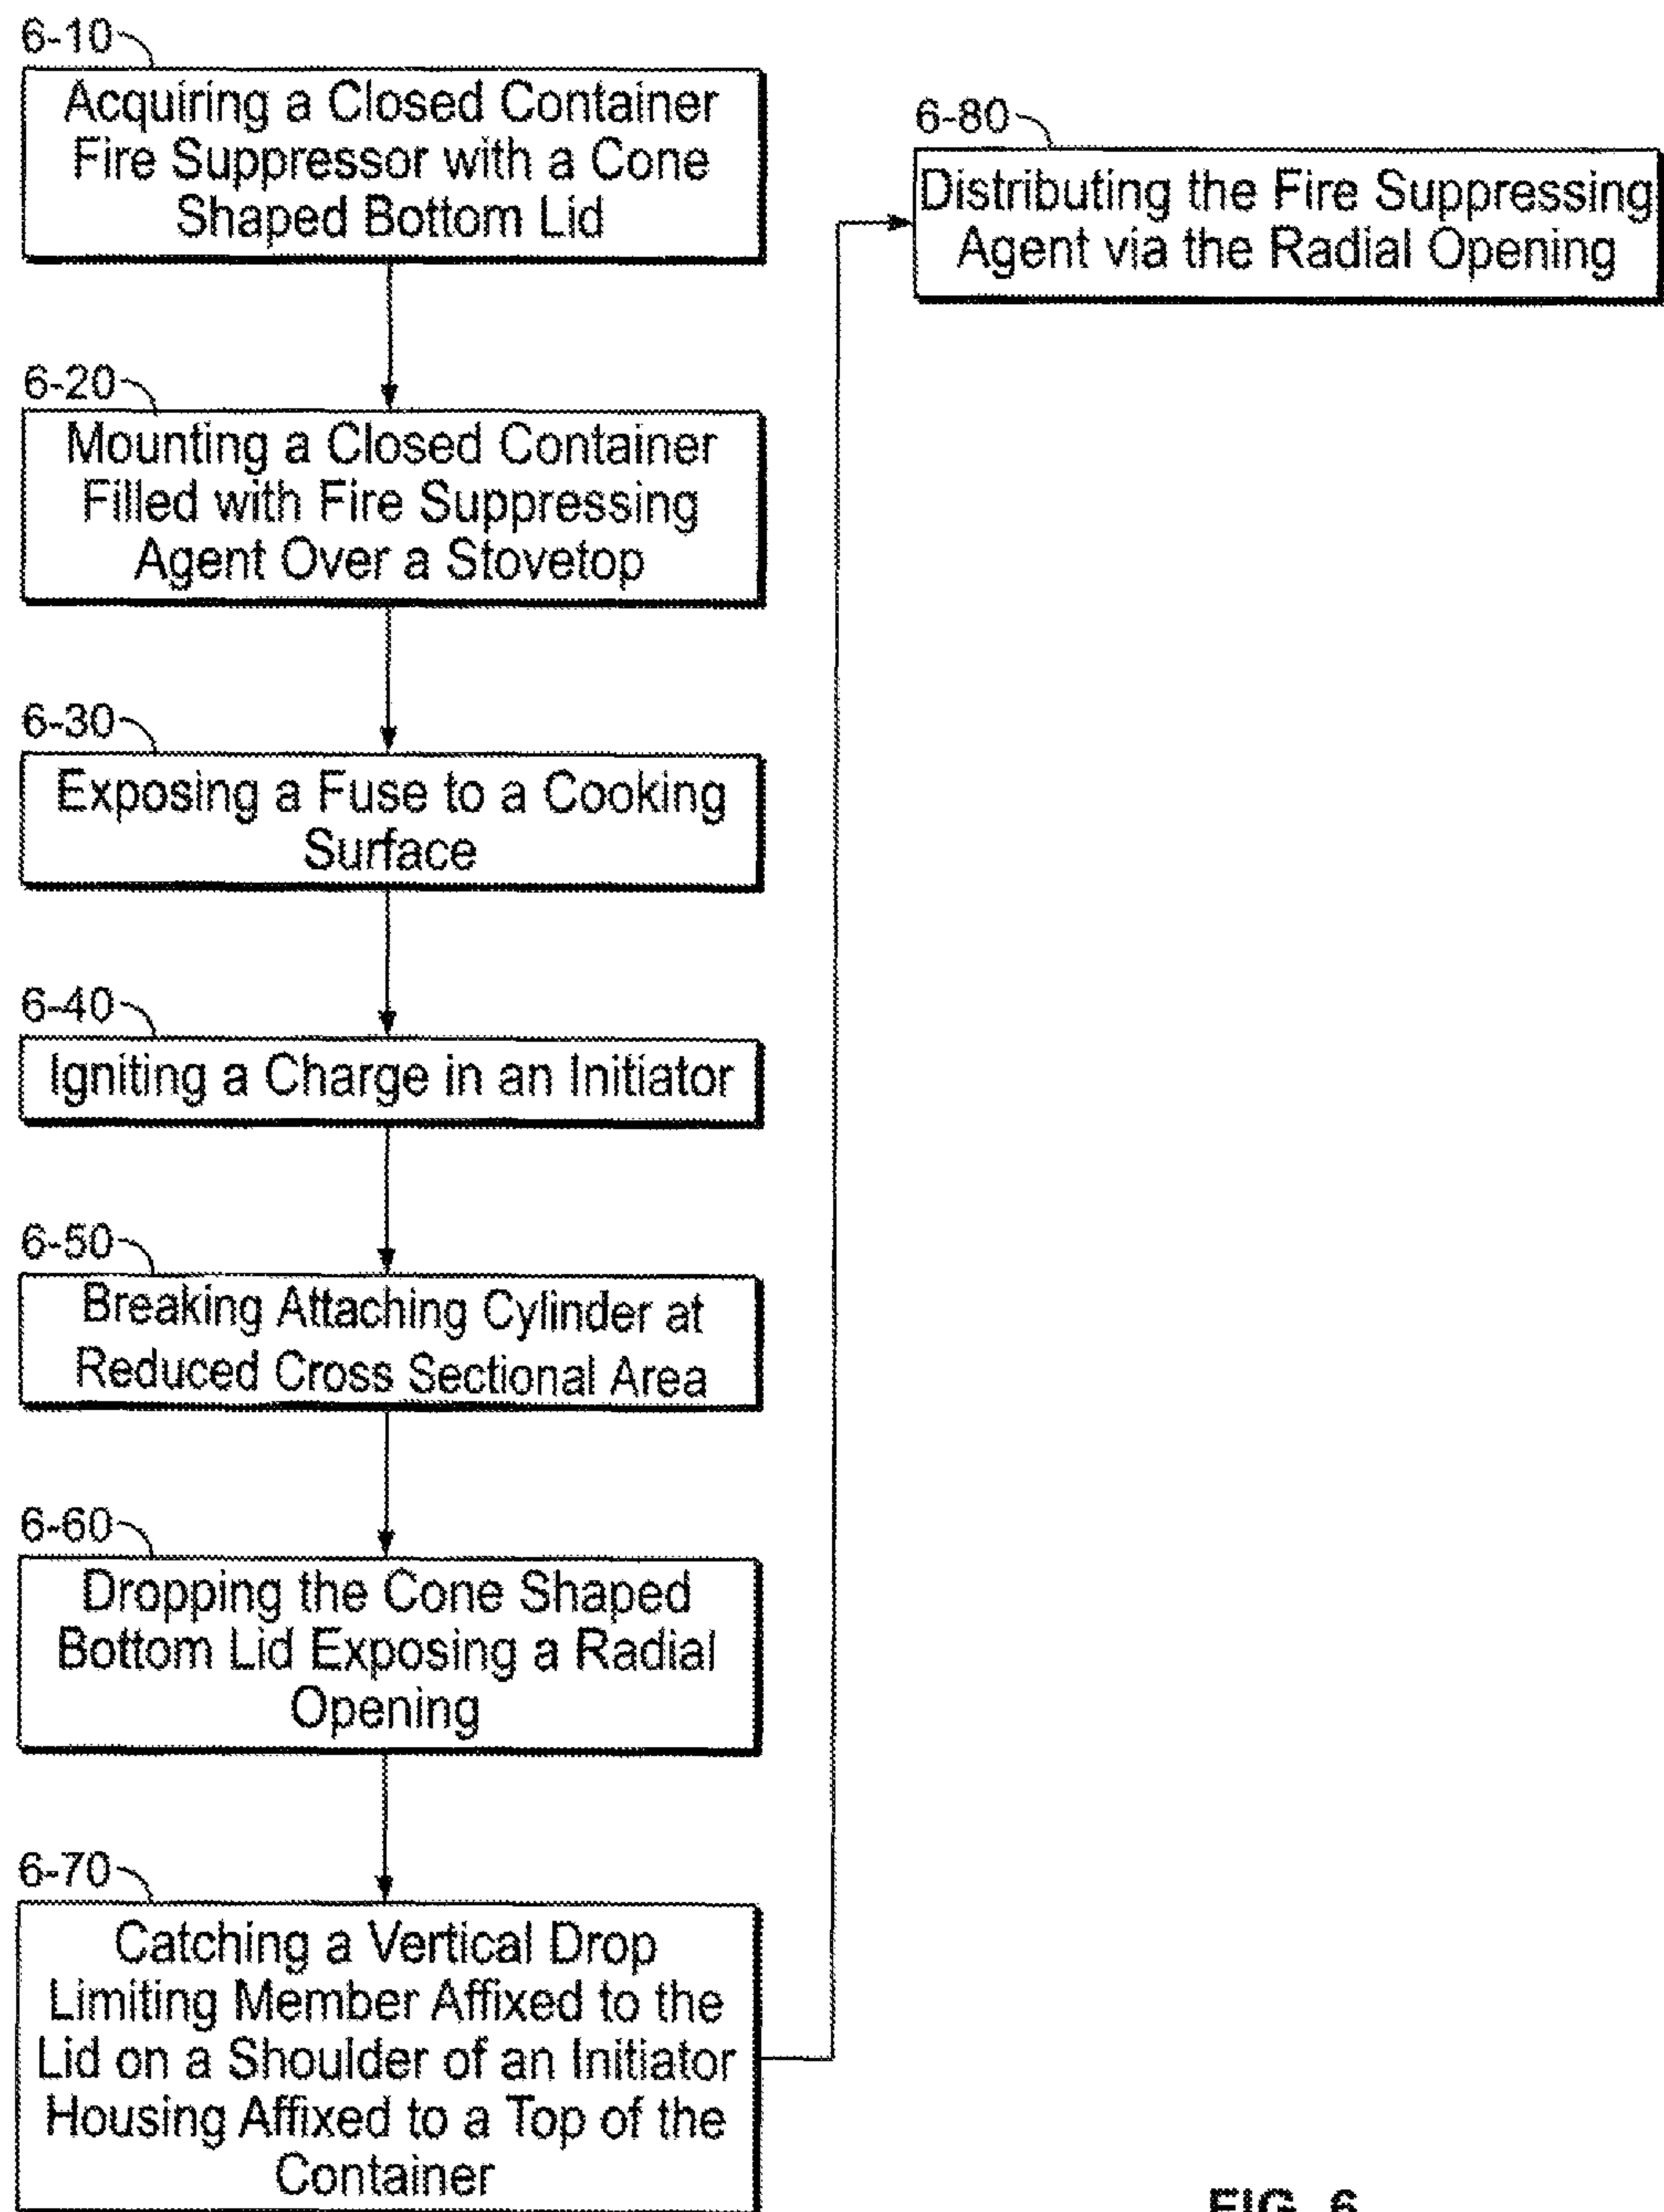 6-10
Acquiring a Closed Container
Fire Suppressor with a Cone
Shaped Bottom Lid
6-20
Mounting a Closed Container
Filled with Fire Suppressing
Agent Over a Stovetop
6-30
Exposing a Fuse to a Cooking
Surface
6-40
Igniting a Charge in an Initiator
6-50
Breaking Attaching Cylinder at
Reduced Cross Sectional Area
6-60
Dropping the Cone Shaped
Bottom Lid Exposing a Radial
Opening
6-70
Catching a Vertical Drop
Limiting Member Affixed to the
Lid on a Shoulder of an Initiator
Housing Affixed to a Top of the
Container
6-80
Distributing the Fire Suppressing
Agent via the Radial Opening
FIG. 6